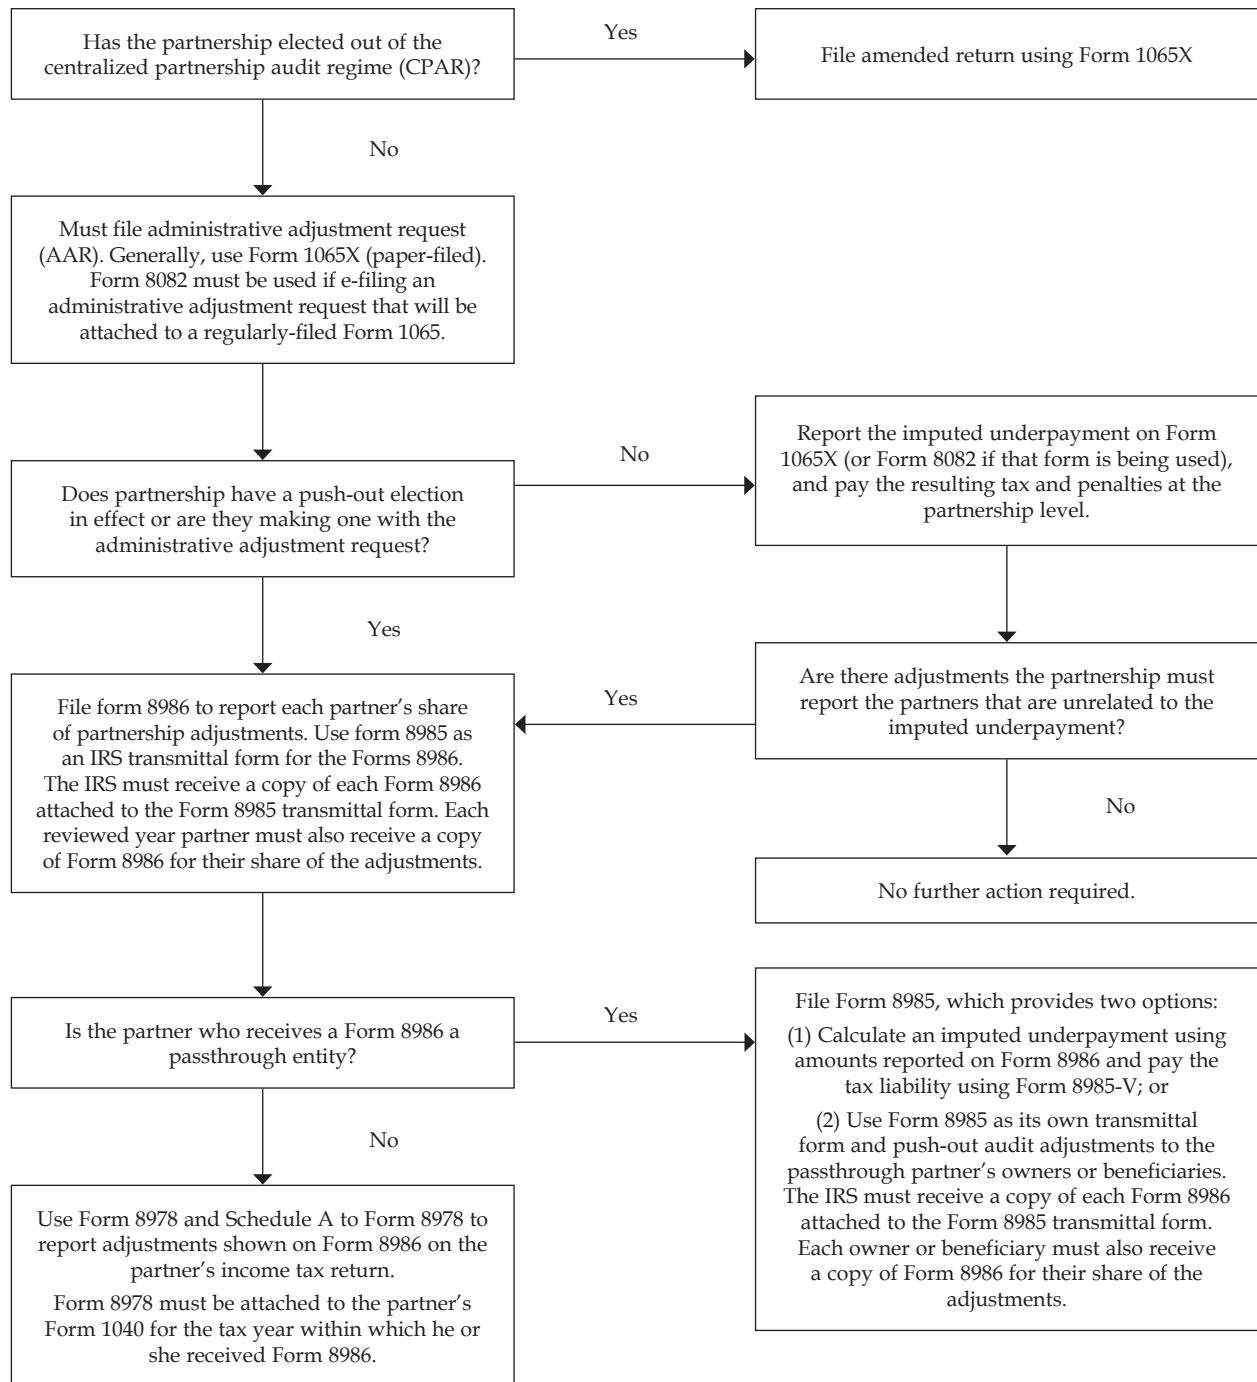 Has the partnership elected out of the
centralized partnership audit regime (CPAR)?
Yes
File amended return using Form 1065X
No
Must file administrative adjustment request
(AAR). Generally, use Form 1065X (paper-filed).
Form 8082 must be used if e-filing an
administrative adjustment request that will be
attached to a regularly-filed Form 1065.
Does partnership have a push-out election
in effect or are they making one with the
administrative adjustment request?
No
Report the imputed underpayment on Form
1065X (or Form 8082 if that form is being used),
and pay the resulting tax and penalties at the
partnership level.
Yes
Are there adjustments the partnership must
report the partners that are unrelated to the
imputed underpayment?
Yes
File form 8986 to report each partner's share
of partnership adjustments. Use form 8985 as
an IRS transmittal form for the Forms 8986.
The IRS must receive a copy of each Form 8986
attached to the Form 8985 transmittal form. Each
reviewed year partner must also receive a copy
of Form 8986 for their share of the adjustments.
No
No further action required.
Is the partner who receives a Form 8986 a
passthrough entity?
Yes
File Form 8985, which provides two options:
(1) Calculate an imputed underpayment using
amounts reported on Form 8986 and pay the
tax liability using Form 8985-V; or
(2) Use Form 8985 as its own transmittal
form and push-out audit adjustments to the
passthrough partner's owners or beneficiaries.
The IRS must receive a copy of each Form 8986
attached to the Form 8985 transmittal form.
Each owner or beneficiary must also receive
a copy of Form 8986 for their share of the
adjustments.
No
Use Form 8978 and Schedule A to Form 8978 to
report adjustments shown on Form 8986 on the
partner's income tax return.
Form 8978 must be attached to the partner's
Form 1040 for the tax year within which he or
she received Form 8986.